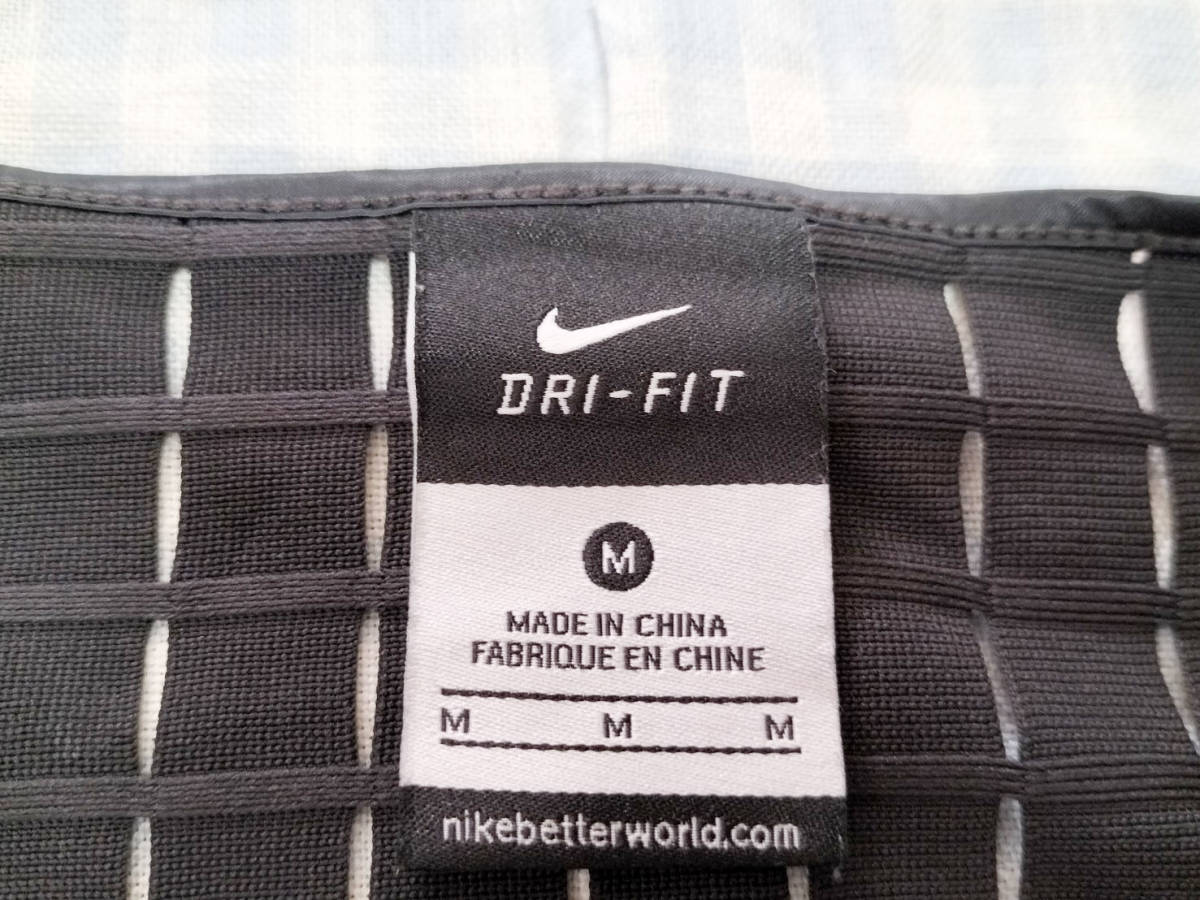 DRI-FIT
M
MADE IN CHINA
FABRIQUE EN CHINE
M M M
nikebetterworld.com